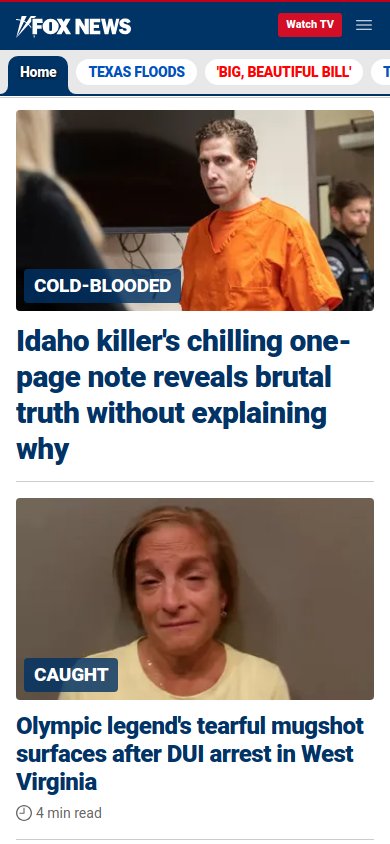 FOX NEWS
Watch TV
Home
TEXAS FLOODS
'BIG, BEAUTIFUL BILL'
T
COLD-BLOODED
Idaho killer's chilling one-
page note reveals brutal
truth without explaining
why
CAUGHT
Olympic legend's tearful mugshot
surfaces after DUI arrest in West
Virginia
4 min read